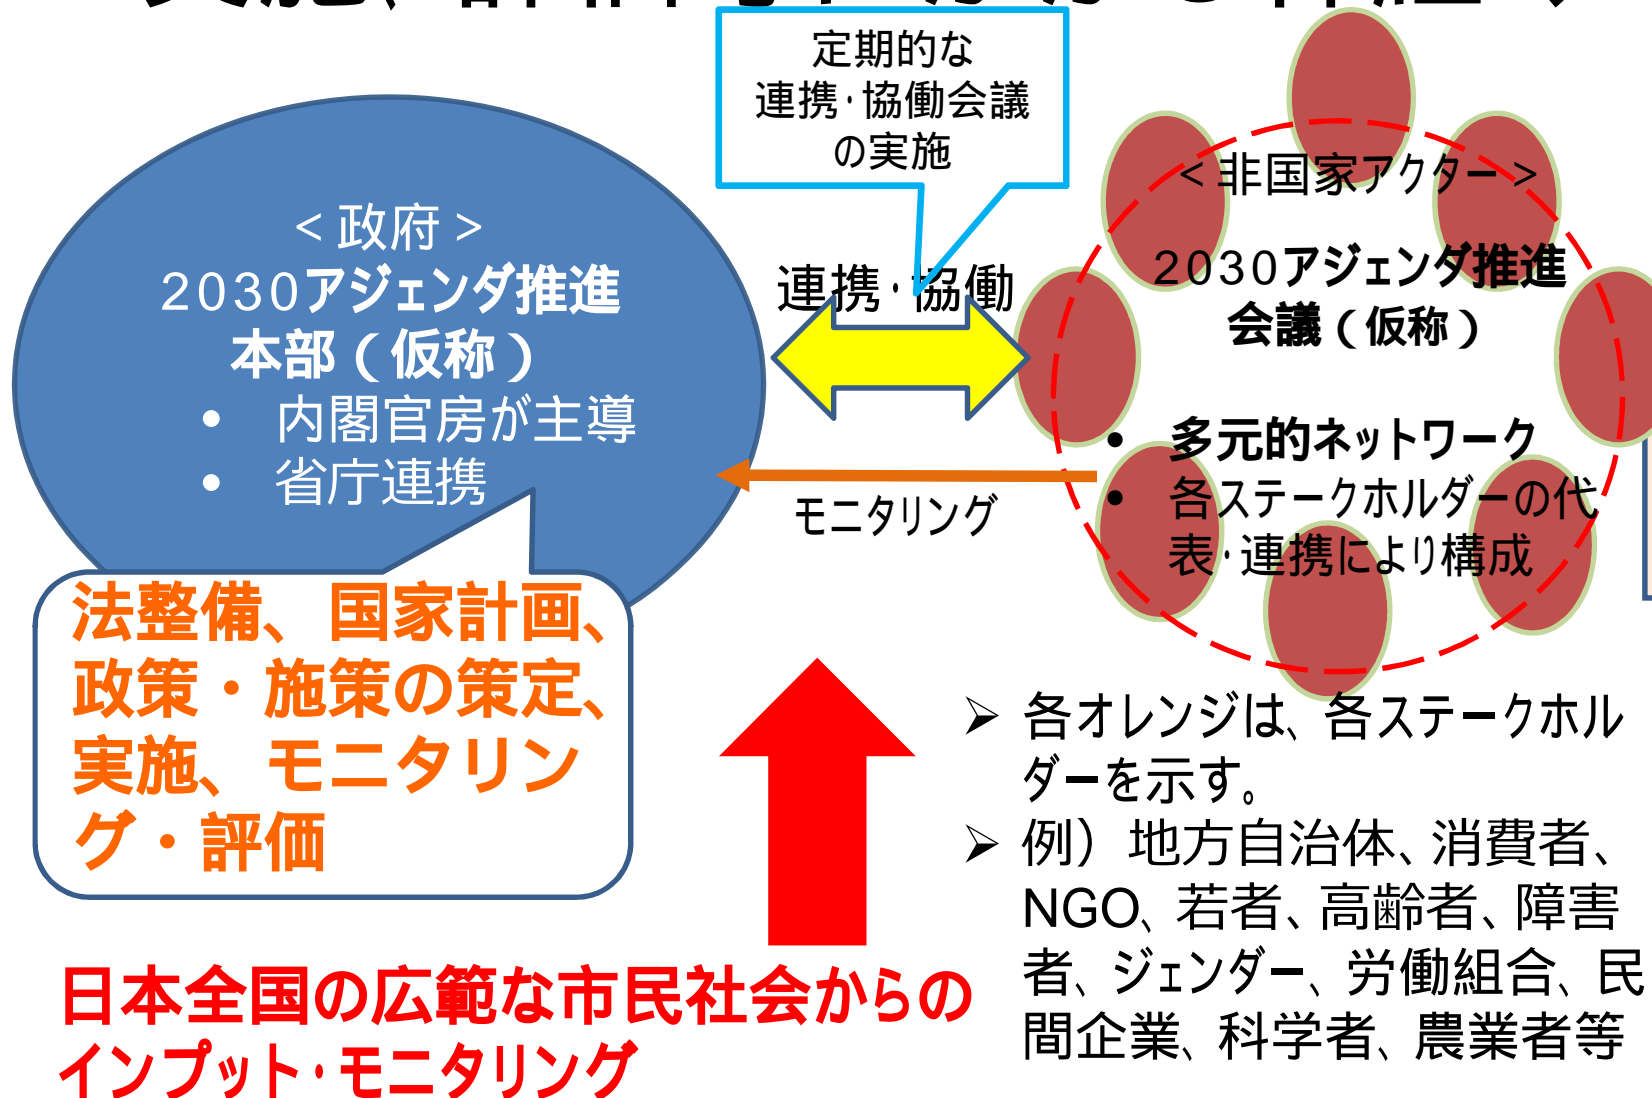 定期的な
連携・協働会議
の実施
＜政府＞
2030アジェンダ推進
本部（仮称）
• 内閣官房が主導
• 省庁連携
連携・協働
モニタリング
＜非国家アクター＞
2030アジェンダ推進
会議（仮称）
• 多元的ネットワーク
• 各ステークホルダーの代
表・連携により構成
法整備、国家計画、
政策・施策の策定、
実施、モニタリン
グ・評価
➢ 各オレンジは、各ステークホル
ダーを示す。
➢ 例）地方自治体、消費者、
NGO、若者、高齢者、障害
者、ジェンダー、労働組合、民
間企業、科学者、農業者等
日本全国の広範な市民社会からの
インプット・モニタリング